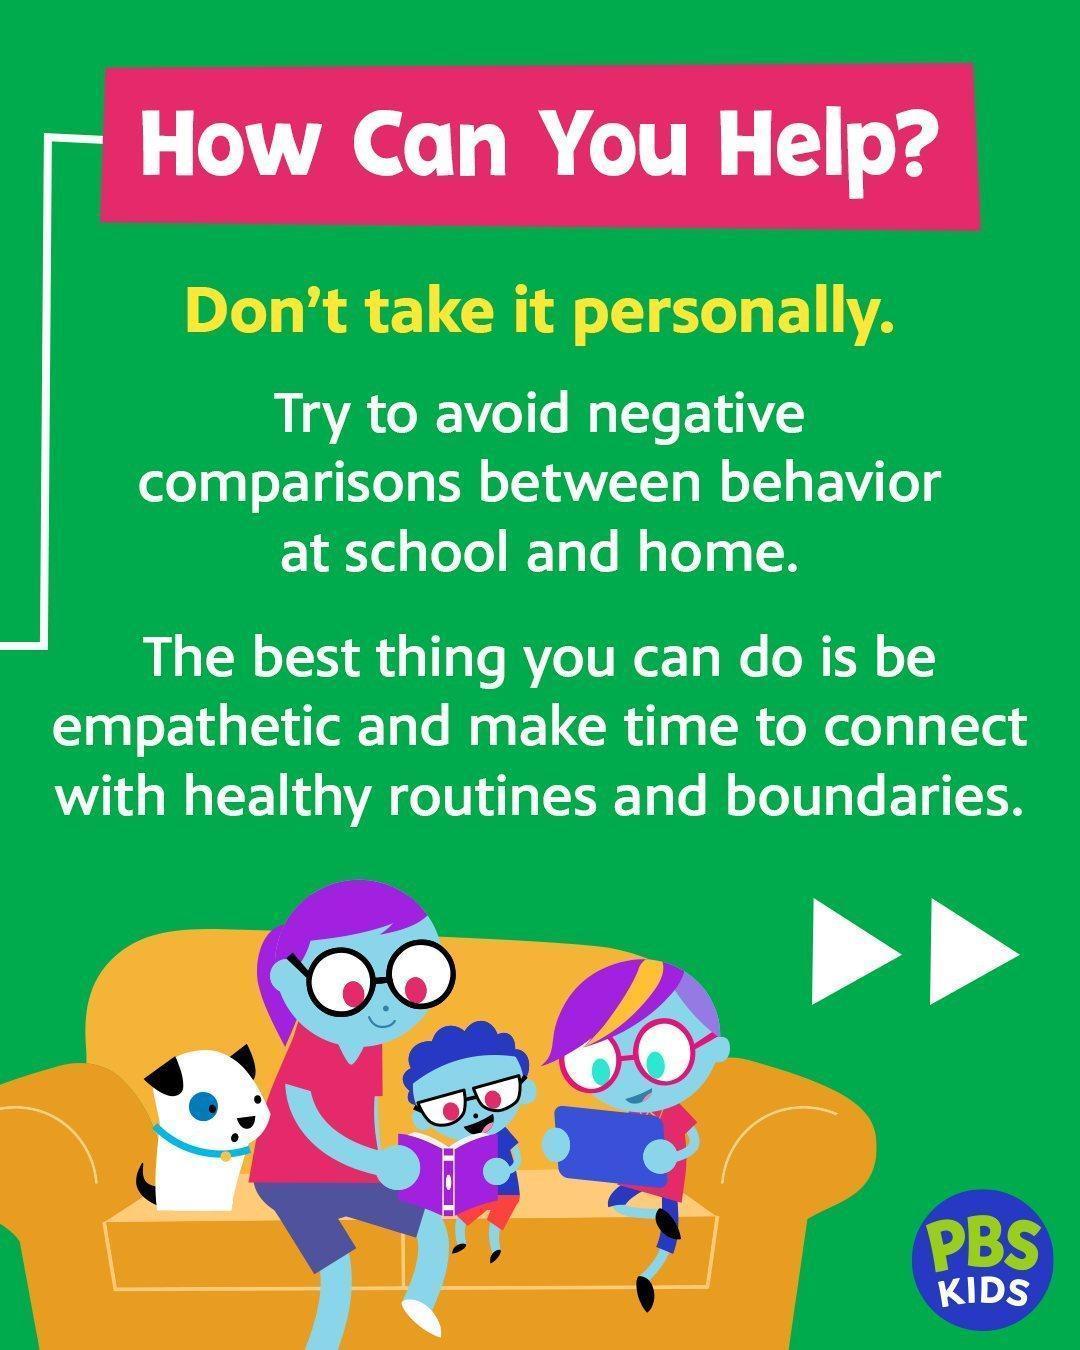 How Can You Help?
Don't take it personally.
Try to avoid negative
comparisons between behavior
at school and home.
The best thing you can do is be
empathetic and make time to connect
with healthy routines and boundaries.
PBS
KIDS